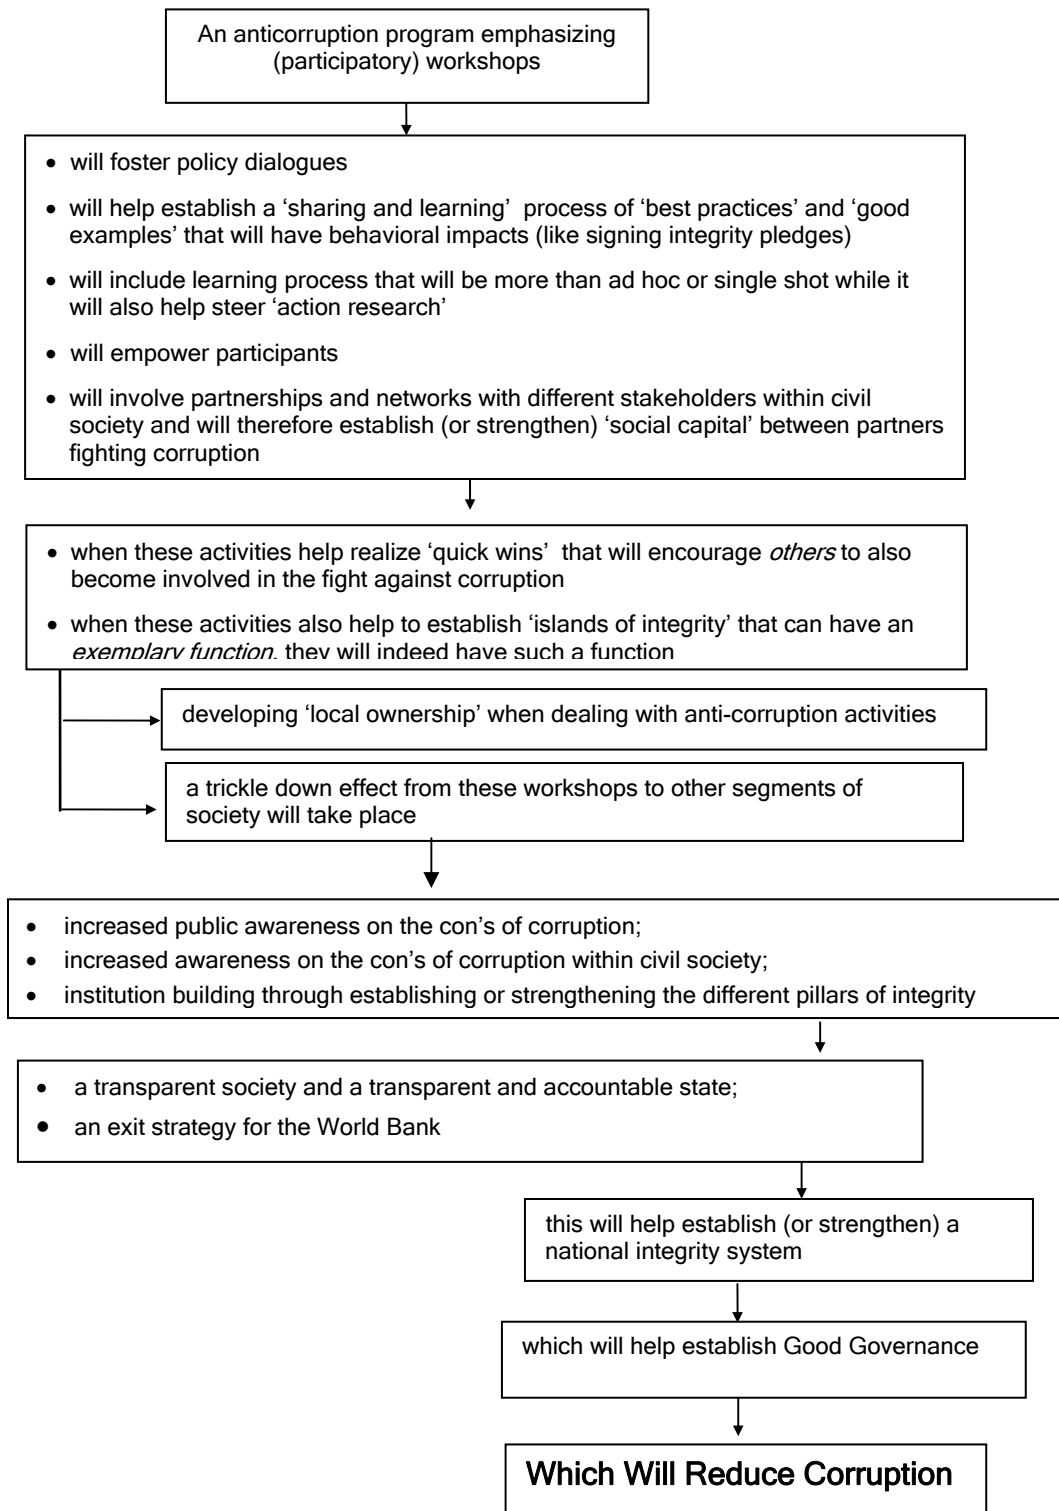 An anticorruption program emphasizing
(participatory) workshops
• will foster policy dialogues
• will help establish a ‘sharing and learning’ process of ‘best practices’ and ‘good
examples’ that will have behavioral impacts (like signing integrity pledges)
• will include learning process that will be more than ad hoc or single shot while it
will also help steer ‘action research’
• will empower participants
• will involve partnerships and networks with different stakeholders within civil
society and will therefore establish (or strengthen) ‘social capital’ between partners
fighting corruption
• when these activities help realize ‘quick wins’ that will encourage others to also
become involved in the fight against corruption
• when these activities also help to establish ‘islands of integrity’ that can have an
exemplary function, they will indeed have such a function
developing ‘local ownership’ when dealing with anti-corruption activities
a trickle down effect from these workshops to other segments of
society will take place
• increased public awareness on the con’s of corruption;
• increased awareness on the con’s of corruption within civil society;
• institution building through establishing or strengthening the different pillars of integrity
• a transparent society and a transparent and accountable state;
• an exit strategy for the World Bank
this will help establish (or strengthen) a
national integrity system
which will help establish Good Governance
Which Will Reduce Corruption